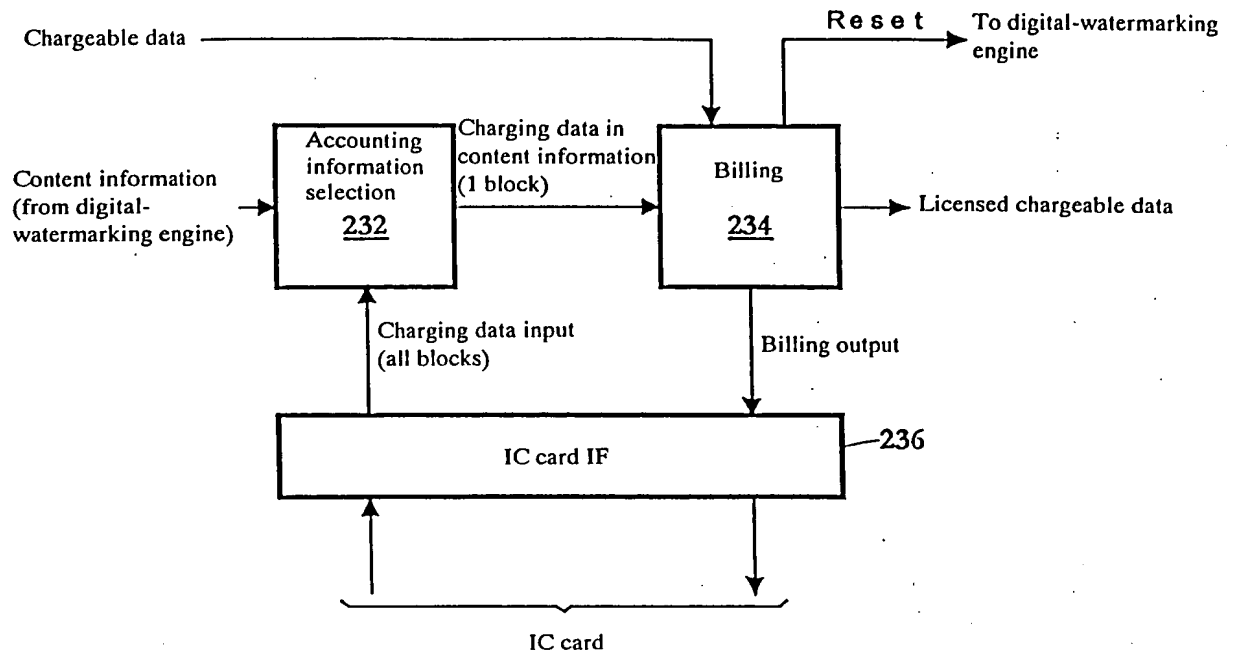 Reset
Chargeable data
To digital-watermarking
engine
Accounting
information
selection
232
Charging data in
content information
(1 block)
Billing
234
Content information
(from digital-
watermarking engine)
Licensed chargeable data
Charging data input
(all blocks)
Billing output
IC card IF
236
IC card